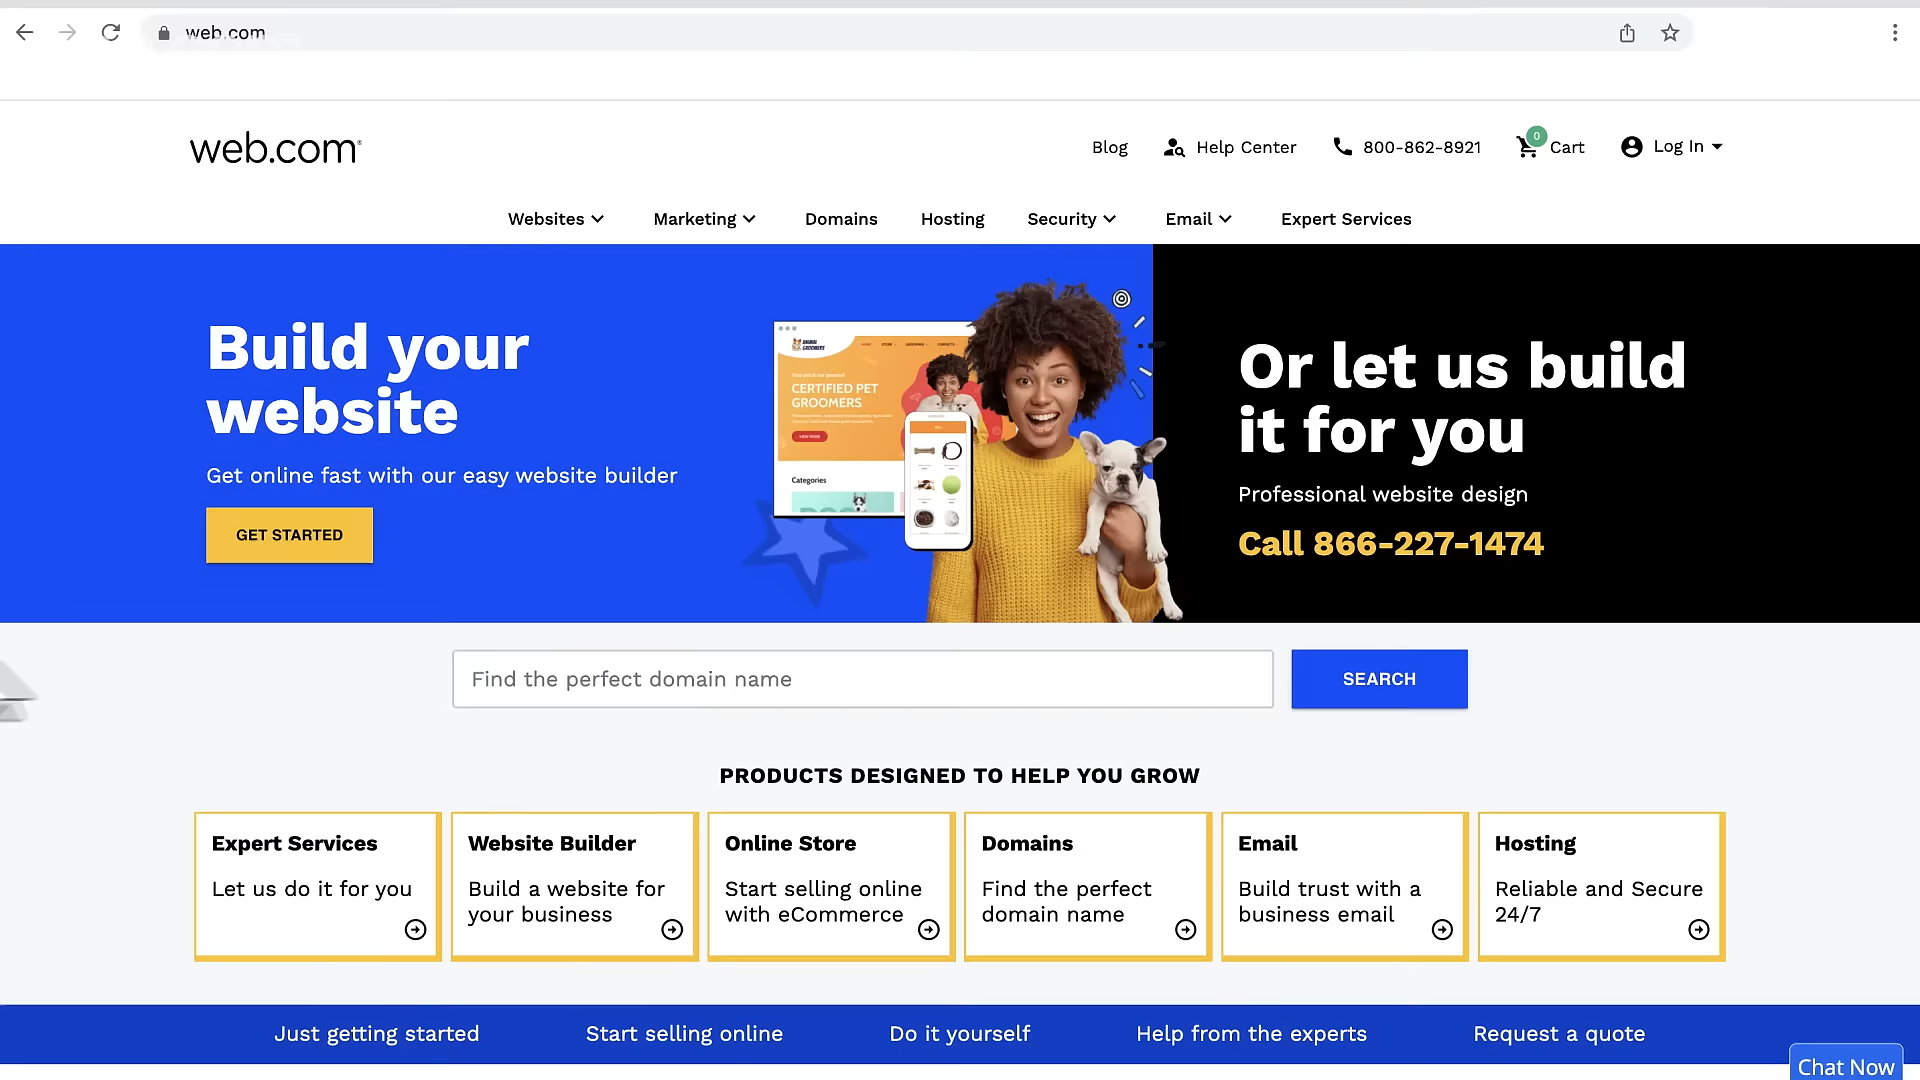 web.com
web.com
Blog
Help Center
800-862-8921
0
Cart
Log In
Websites
Marketing
Domains
Hosting
Security
Email
Expert Services
Build your
website
Get online fast with our easy website builder
GET STARTED
ANIMAL
GROOMERS
CERTIFIED PET
GROOMERS
VIEW MORE
Categories
Or let us build
it for you
Professional website design
Call 866-227-1474
Find the perfect domain name
SEARCH
PRODUCTS DESIGNED TO HELP YOU GROW
Expert Services
Let us do it for you
Website Builder
Build a website for
your business
Online Store
Start selling online
with eCommerce
Domains
Find the perfect
domain name
Email
Build trust with a
business email
Hosting
Reliable and Secure
24/7
Just getting started
Start selling online
Do it yourself
Help from the experts
Request a quote
Chat Now